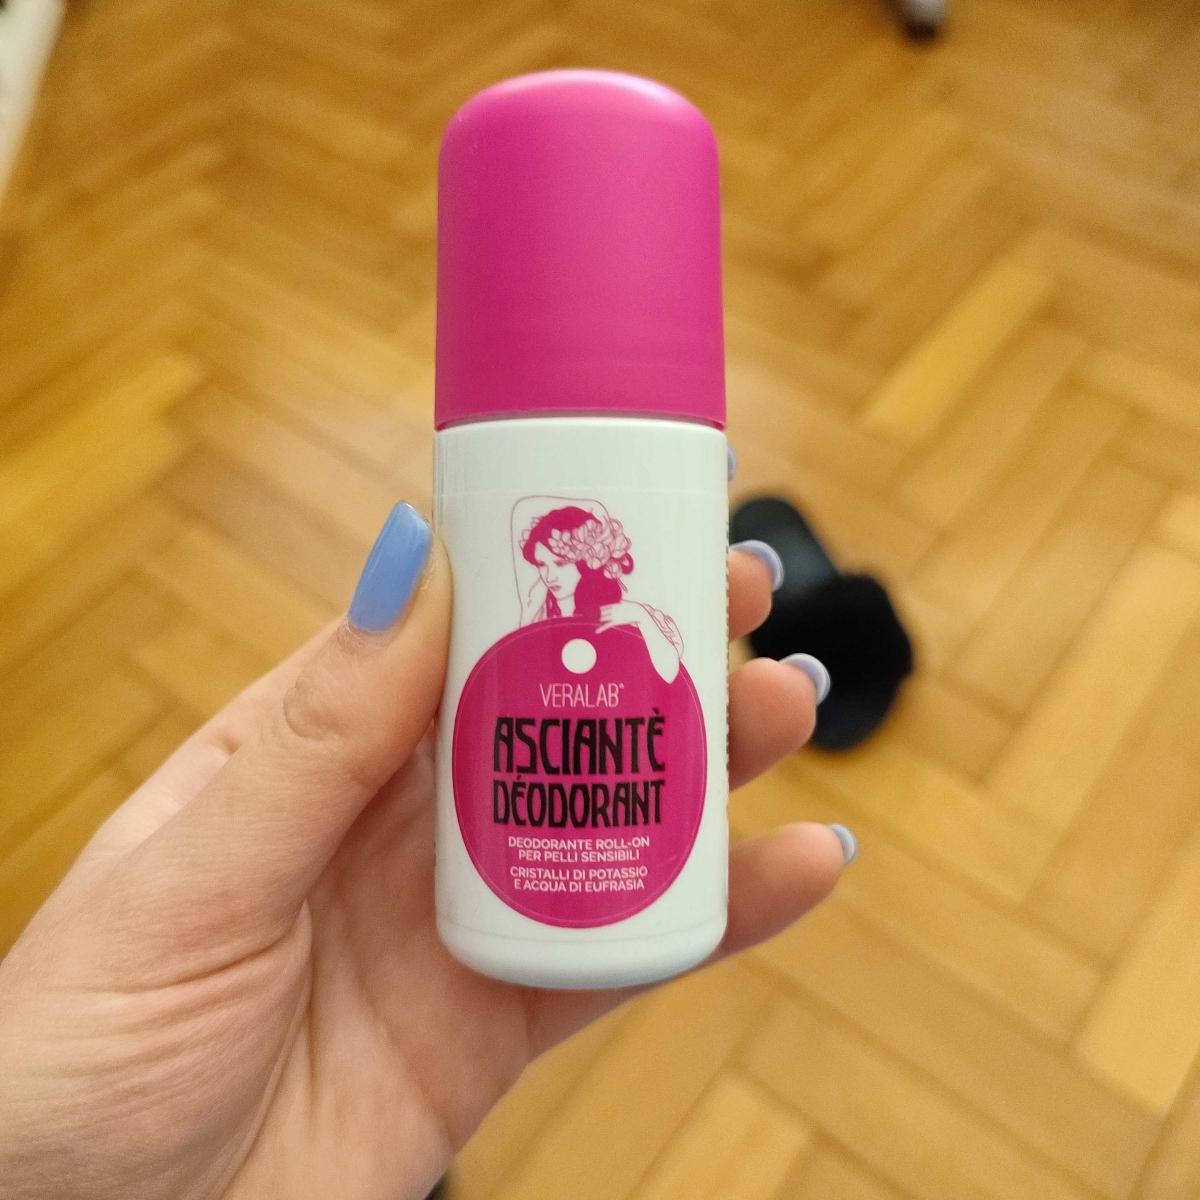 VERALAB®
ASCIANTÈ
DÉODORANT
DEODORANTE ROLL-ON
PER PELLI SENSIBILI
CRISTALLI DI POTASSIO
E ACQUA DI EUFRASIA